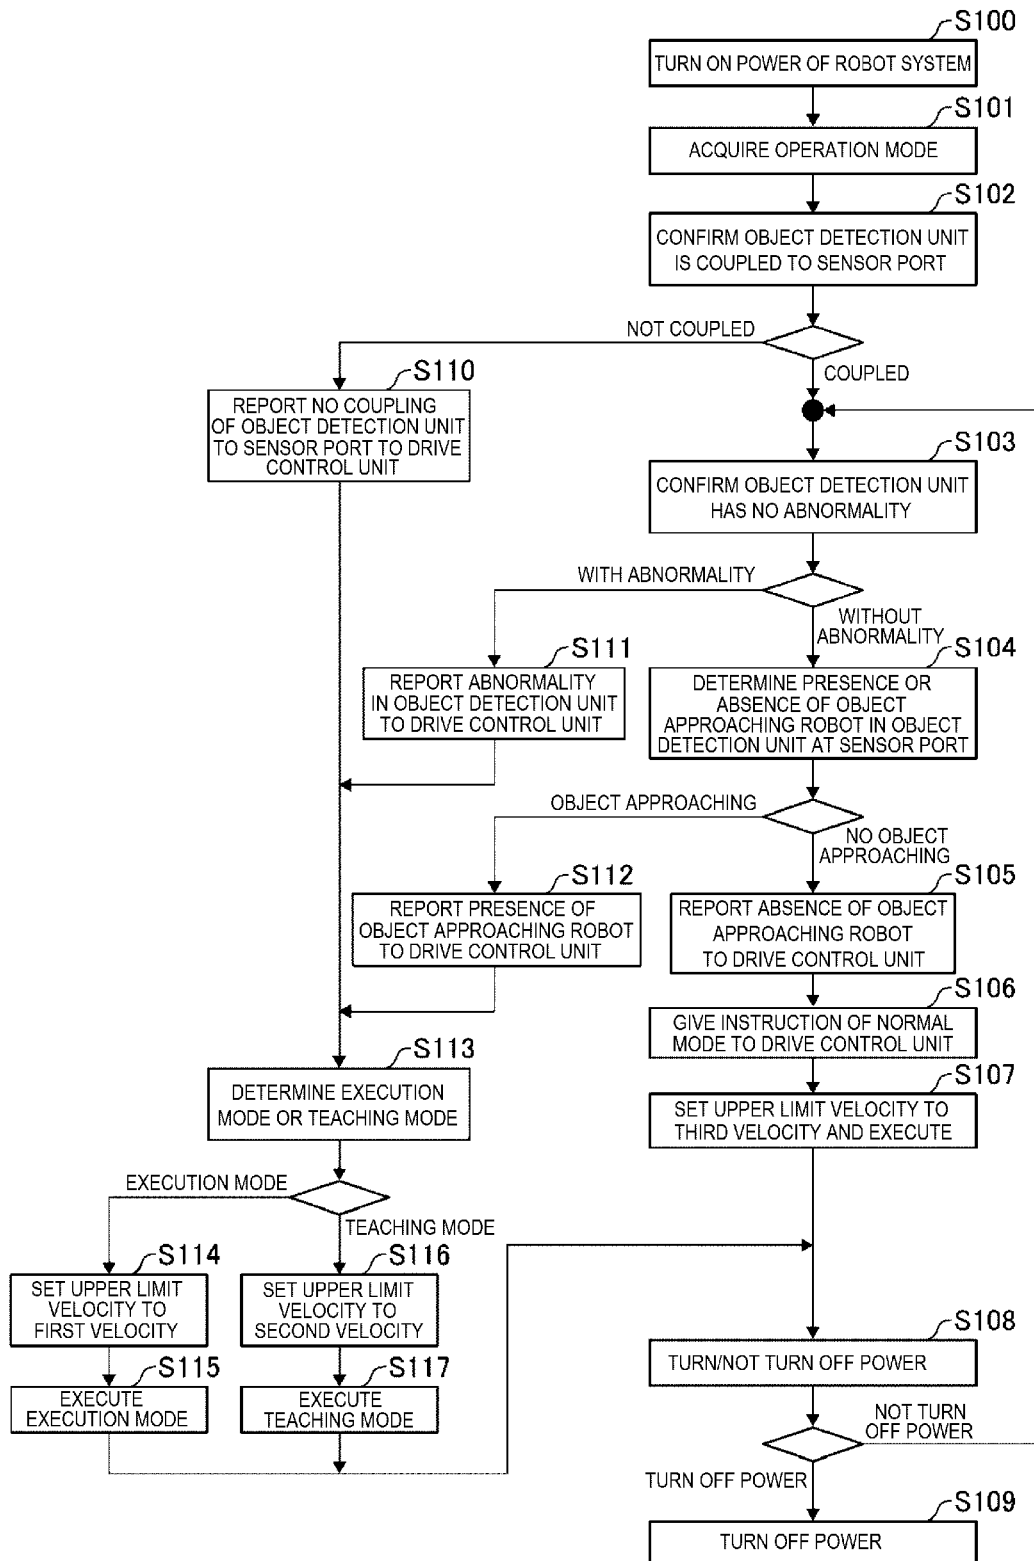 S100
TURN ON POWER OF ROBOT SYSTEM
S101
ACQUIRE OPERATION MODE
S102
CONFIRM OBJECT DETECTION UNIT
IS COUPLED TO SENSOR PORT
NOT COUPLED
COUPLED
S110
REPORT NO COUPLING
OF OBJECT DETECTION UNIT
TO SENSOR PORT TO DRIVE
CONTROL UNIT
S103
CONFIRM OBJECT DETECTION UNIT
HAS NO ABNORMALITY
WITH ABNORMALITY
WITHOUT
ABNORMALITY
S111
REPORT ABNORMALITY
IN OBJECT DETECTION UNIT
TO DRIVE CONTROL UNIT
S104
DETERMINE PRESENCE OR
ABSENCE OF OBJECT
APPROACHING ROBOT IN OBJECT
DETECTION UNIT AT SENSOR PORT
OBJECT APPROACHING
NO OBJECT
APPROACHING
S112
REPORT PRESENCE OF
OBJECT APPROACHING ROBOT
TO DRIVE CONTROL UNIT
S105
REPORT ABSENCE OF OBJECT
APPROACHING ROBOT
TO DRIVE CONTROL UNIT
S106
GIVE INSTRUCTION OF NORMAL
MODE TO DRIVE CONTROL UNIT
S113
DETERMINE EXECUTION
MODE OR TEACHING MODE
S107
SET UPPER LIMIT VELOCITY TO
THIRD VELOCITY AND EXECUTE
EXECUTION MODE
TEACHING MODE
S114
SET UPPER LIMIT
VELOCITY TO
FIRST VELOCITY
S116
SET UPPER LIMIT
VELOCITY TO
SECOND VELOCITY
S115
EXECUTE
EXECUTION MODE
S117
EXECUTE
TEACHING MODE
S108
TURN/NOT TURN OFF POWER
NOT TURN
OFF POWER
TURN OFF POWER
S109
TURN OFF POWER